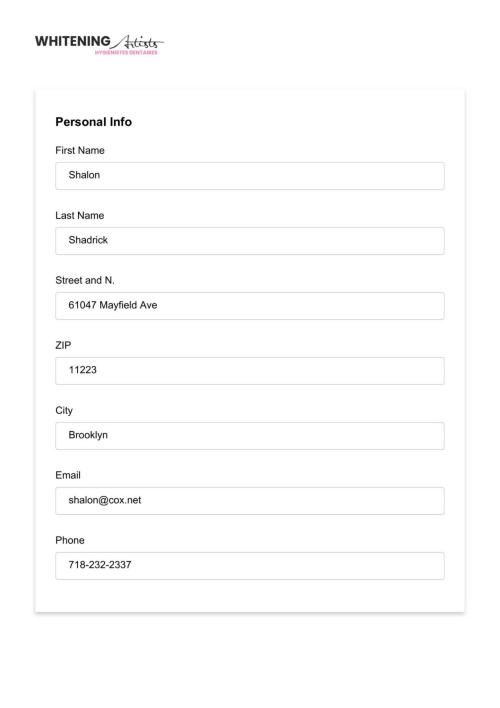 WHITENING Artists
HYGIÉNISTES DENTAIRES
Personal Info
First Name
Shalon
Last Name
Shadrick
Street and N.
61047 Mayfield Ave
ZIP
11223
City
Brooklyn
Email
shalon@cox.net
Phone
718-232-2337